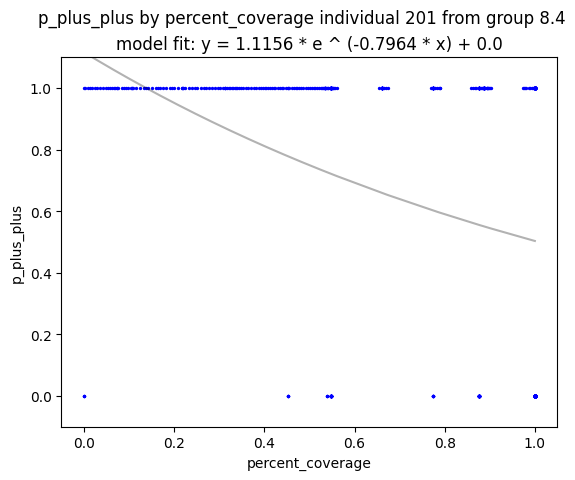 p_plus_plus by percent_coverage individual 201 from group 8.4
model fit: y = 1.1156 * e ^ (-0.7964 * x) + 0.0
1.0
0.8
0.6
0.4
0.2
0.0
p_plus_plus
0.0 0.2 0.4 0.6 0.8 1.0
percent_coverage